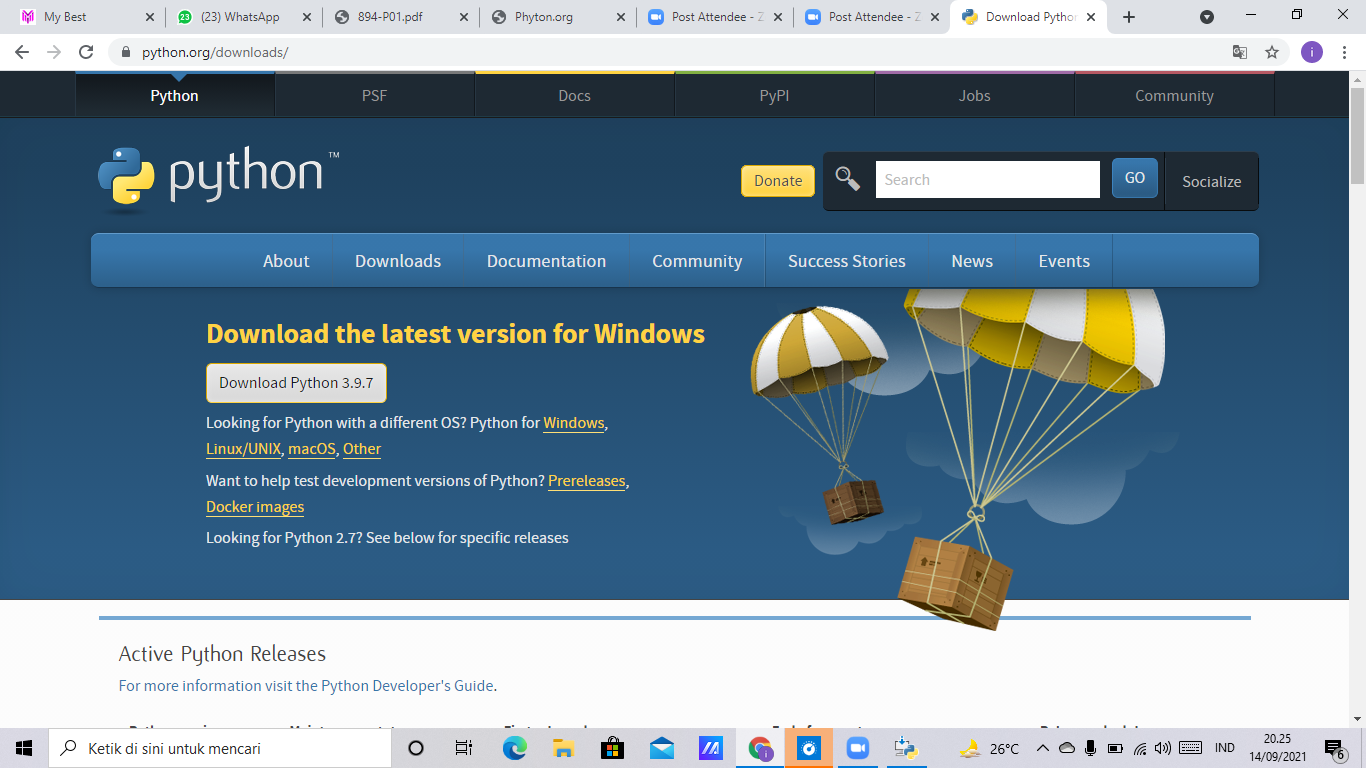 My Best
(23) WhatsApp
894-P01.pdf
Phyton.org
Post Attendee - Z
Post Attendee - Z
Download Python
python.org/downloads/
i
Python
PSF
Docs
PyPI
Jobs
Community
python™
Donate
Search
GO
Socialize
About
Downloads
Documentation
Community
Success Stories
News
Events
Download the latest version for Windows
Download Python 3.9.7
Looking for Python with a different OS? Python for Windows,
Linux/UNIX, macOS, Other
Want to help test development versions of Python? Prereleases,
Docker images
Looking for Python 2.7? See below for specific releases
Active Python Releases
For more information visit the Python Developer's Guide.
Ketik di sini untuk mencari
26°C
IND
20.25
14/09/2021
6